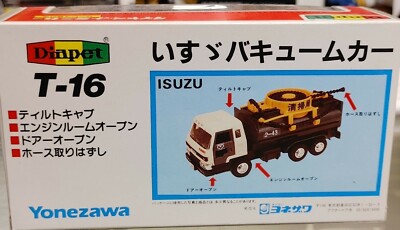 Dinpet
いすゞバキュームカー
T-16
ISUZU
■ティルトキャブ
■エンジンルームオープン
■ドアーオープン
■ホース取りはずし
ティルトキャブ
清掃用
ホース取りはずし
エンジンルームオープン
ドアーオープン
Yonezawa
ヨネザワ